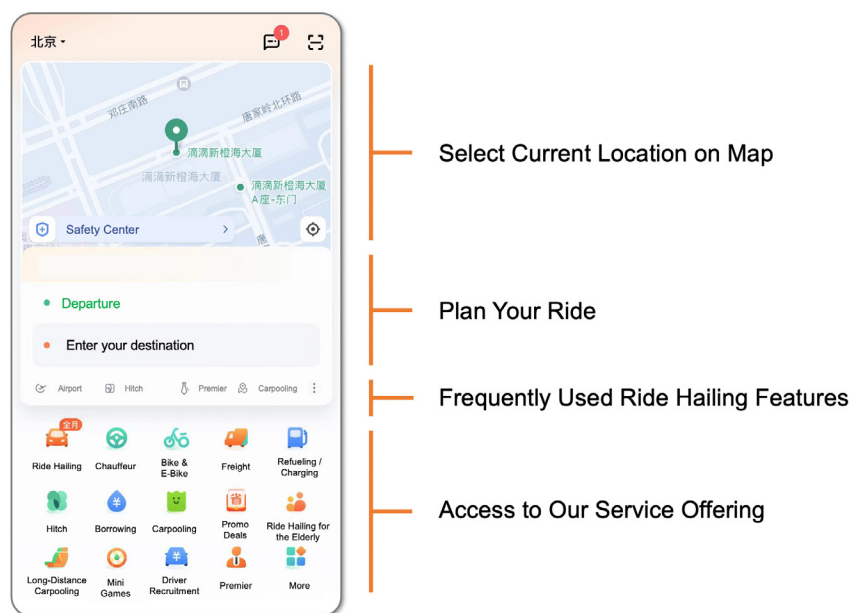 北京
1
邓庄南路
唐家岭北环路
滴滴新橙海大厦
滴滴新橙海大厦
滴滴新橙海大厦
A座-东门
Safety Center
Select Current Location on Map
Departure
Enter your destination
Plan Your Ride
Airport
Hitch
Premier
Carpooling
Frequently Used Ride Hailing Features
全月
Ride Hailing
Chauffeur
Bike &
E-Bike
Freight
Refueling /
Charging
Hitch
Borrowing
Carpooling
省
Promo
Deals
Ride Hailing for
the Elderly
Access to Our Service Offering
Long-Distance
Carpooling
Mini
Games
Driver
Recruitment
Premier
More